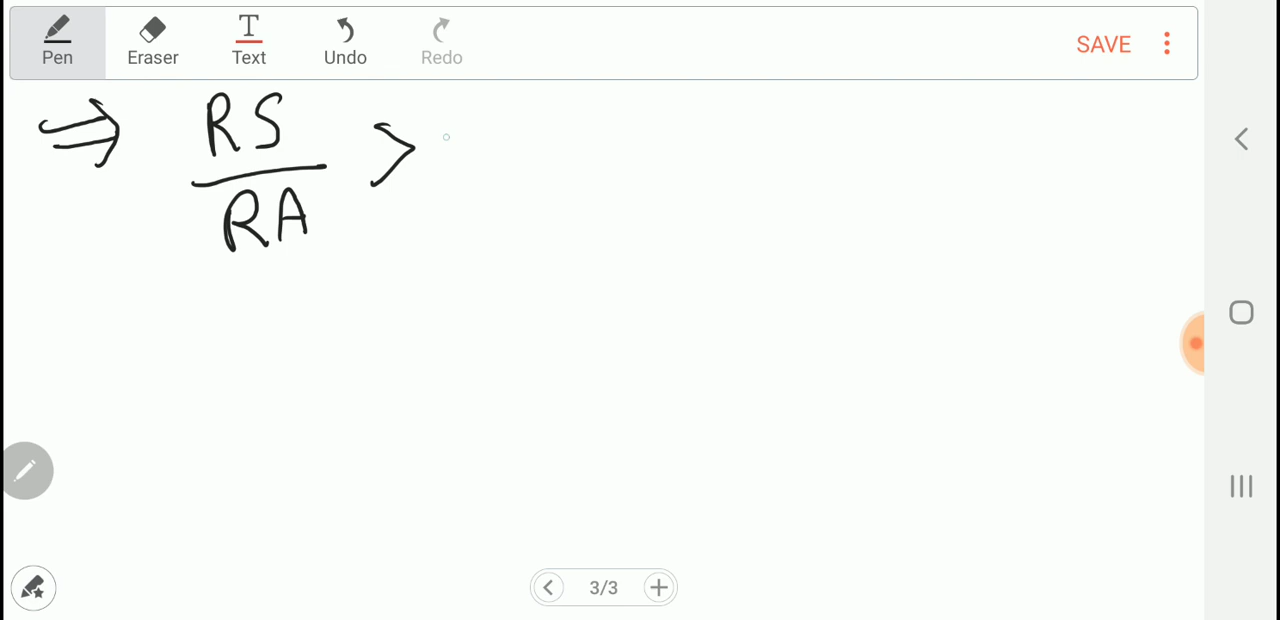 Pen Eraser Text Undo Redo SAVE
⇒ RS/RA >
3/3